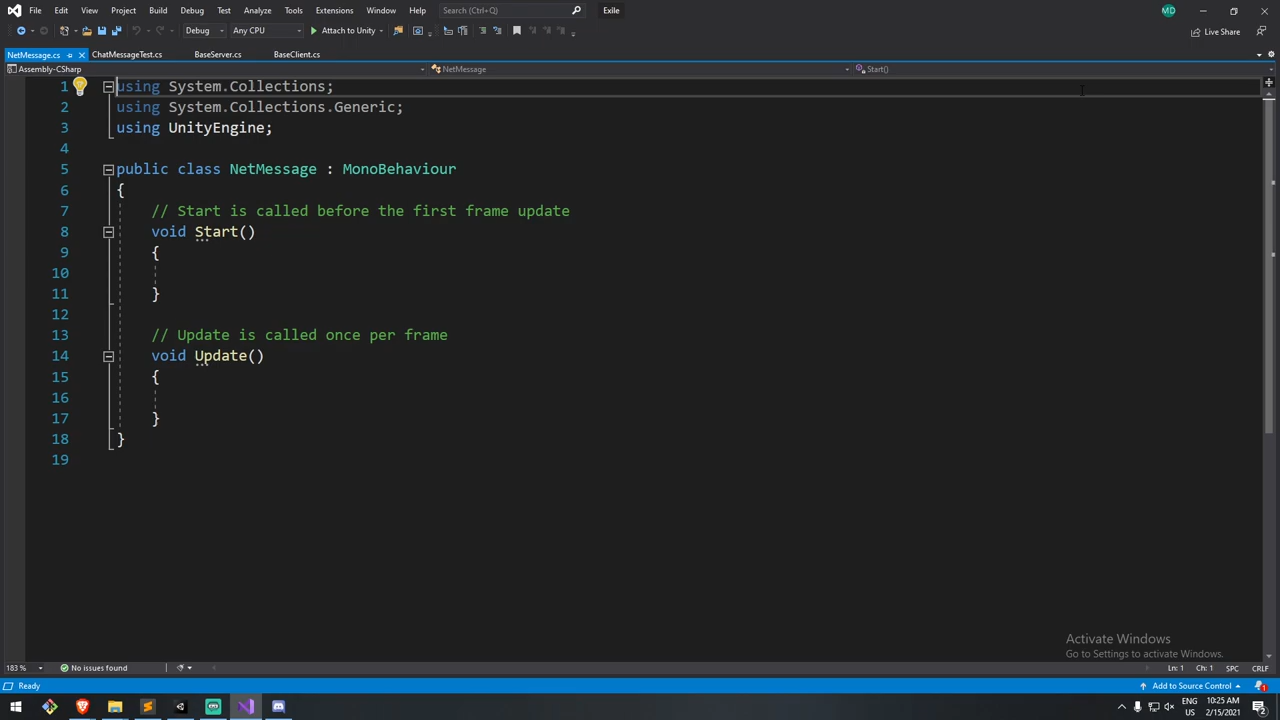 File Edit View Project Build Debug Test Analyze Tools Extensions Window Help Search (Ctrl+Q) Exile MD
Debug Any CPU Attach to Unity Live Share
NetMessage.cs ChatMessageTest.cs BaseServer.cs BaseClient.cs
Assembly-CSharp NetMessage Start()
1 using System.Collections;
2 using System.Collections.Generic;
3 using UnityEngine;
4
5 public class NetMessage : MonoBehaviour
6 {
7 // Start is called before the first frame update
8 void Start()
9 {
10
11 }
12
13 // Update is called once per frame
14 void Update()
15 {
16
17 }
18 }
19
Activate Windows
Go to Settings to activate Windows.
183 % No issues found Ln: 1 Ch: 1 SPC CRLF
Ready Add to Source Control 1
ENG 10:25 AM
US 2/15/2021 2